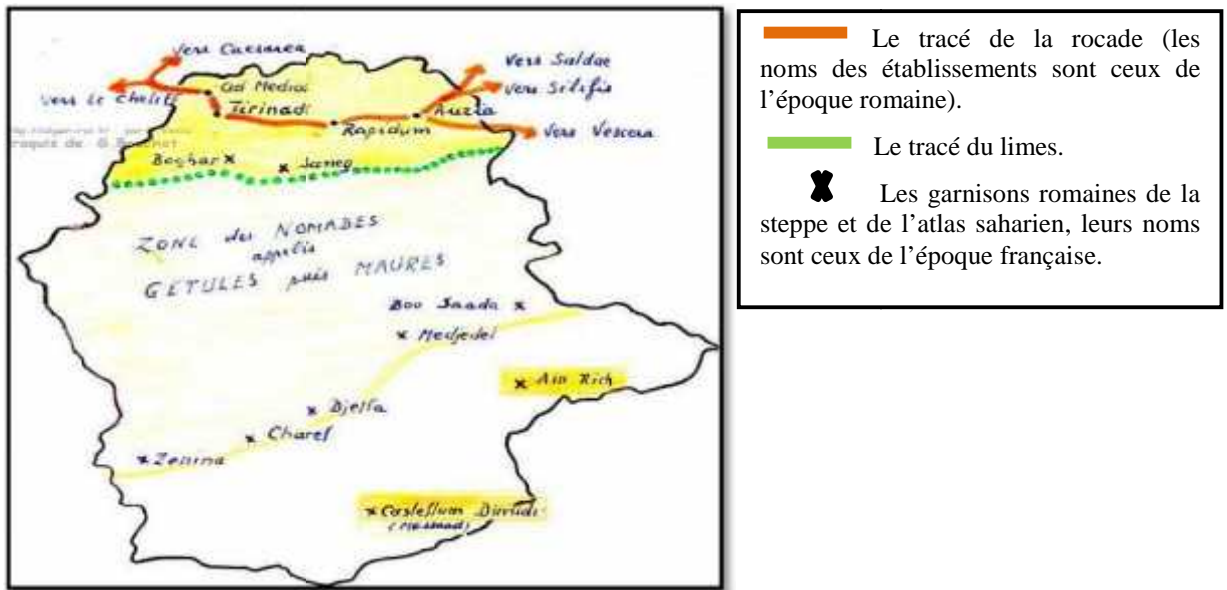 Vers Caesarea
Vers Saldae
Vers Sitifis
Vers Le Chelif
Ad Medias
Tirinadi
Rapidum
Auzia
Vers Vescera
Boghar
Saneg
ZONE des NOMADES
appelés
GETULES puis MAURES
Bou Saada
Medjedel
Ain Rich
Djelfa
Charef
Zenina
Castellum Dimidi
(Messaad)
Le tracé de la rocade (les
noms des établissements sont ceux de
l’époque romaine).
Le tracé du limes.
Les garnisons romaines de la
steppe et de l’atlas saharien, leurs noms
sont ceux de l’époque française.